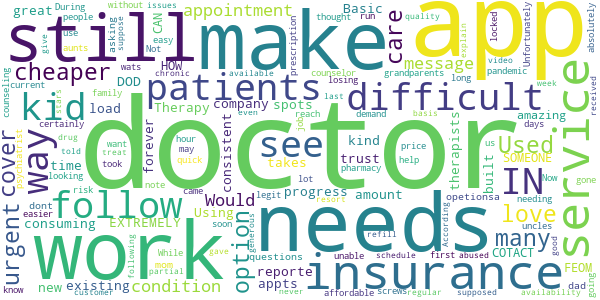 still make app
doctor needs
work insurance
patients difficult
see IN service
kid way follow
cheaper cover urgent
option many love
Used care message
appointment Basic
great During people
use aunts wats
HOW DOD load
Not CAN easy
issues without
asking suppose
prescription run
thought chronic
Unfortunately quality
locked absolutely
give explain
video pandemic
counselor losing
grandparents
available long
week received
last demand basis
reach job even
price help pharmacy
us therapists
built trust kind
company spots
Therapy consistent
forever time
family stars
counseling Current
certainly drug
told psychiatrist
looking want treat
took hour may
quick note
came legit
lot progress
amount takes
Would Using
reporte appts
questions never
new existing
condition EXTREMELY
consuming dont
risk easier
know customer
mom partial
While following
soon gave
generous resort
refill According
unable schedule
affordable screws
regular supposed
first abused
availability
opetionsa COTACT
FEOM SOMEONE
needing uncles
Now days
amazing gone
good dad
going